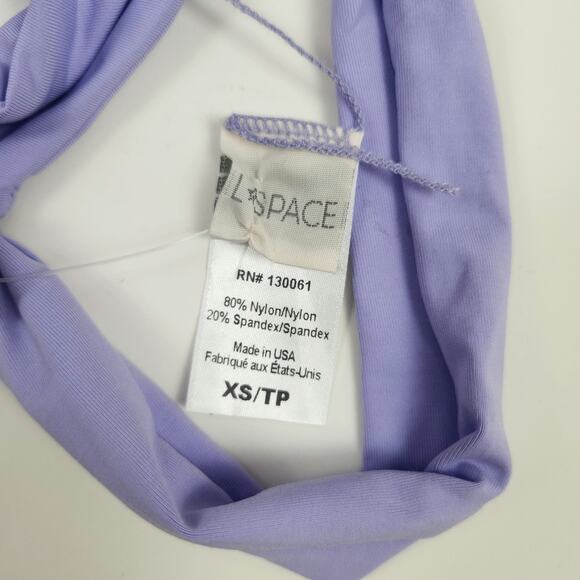 L*SPACE
RN# 130061
80% Nylon/Nylon
20% Spandex/Spandex
Made in USA
Fabriqué aux États-Unis
XS/TP